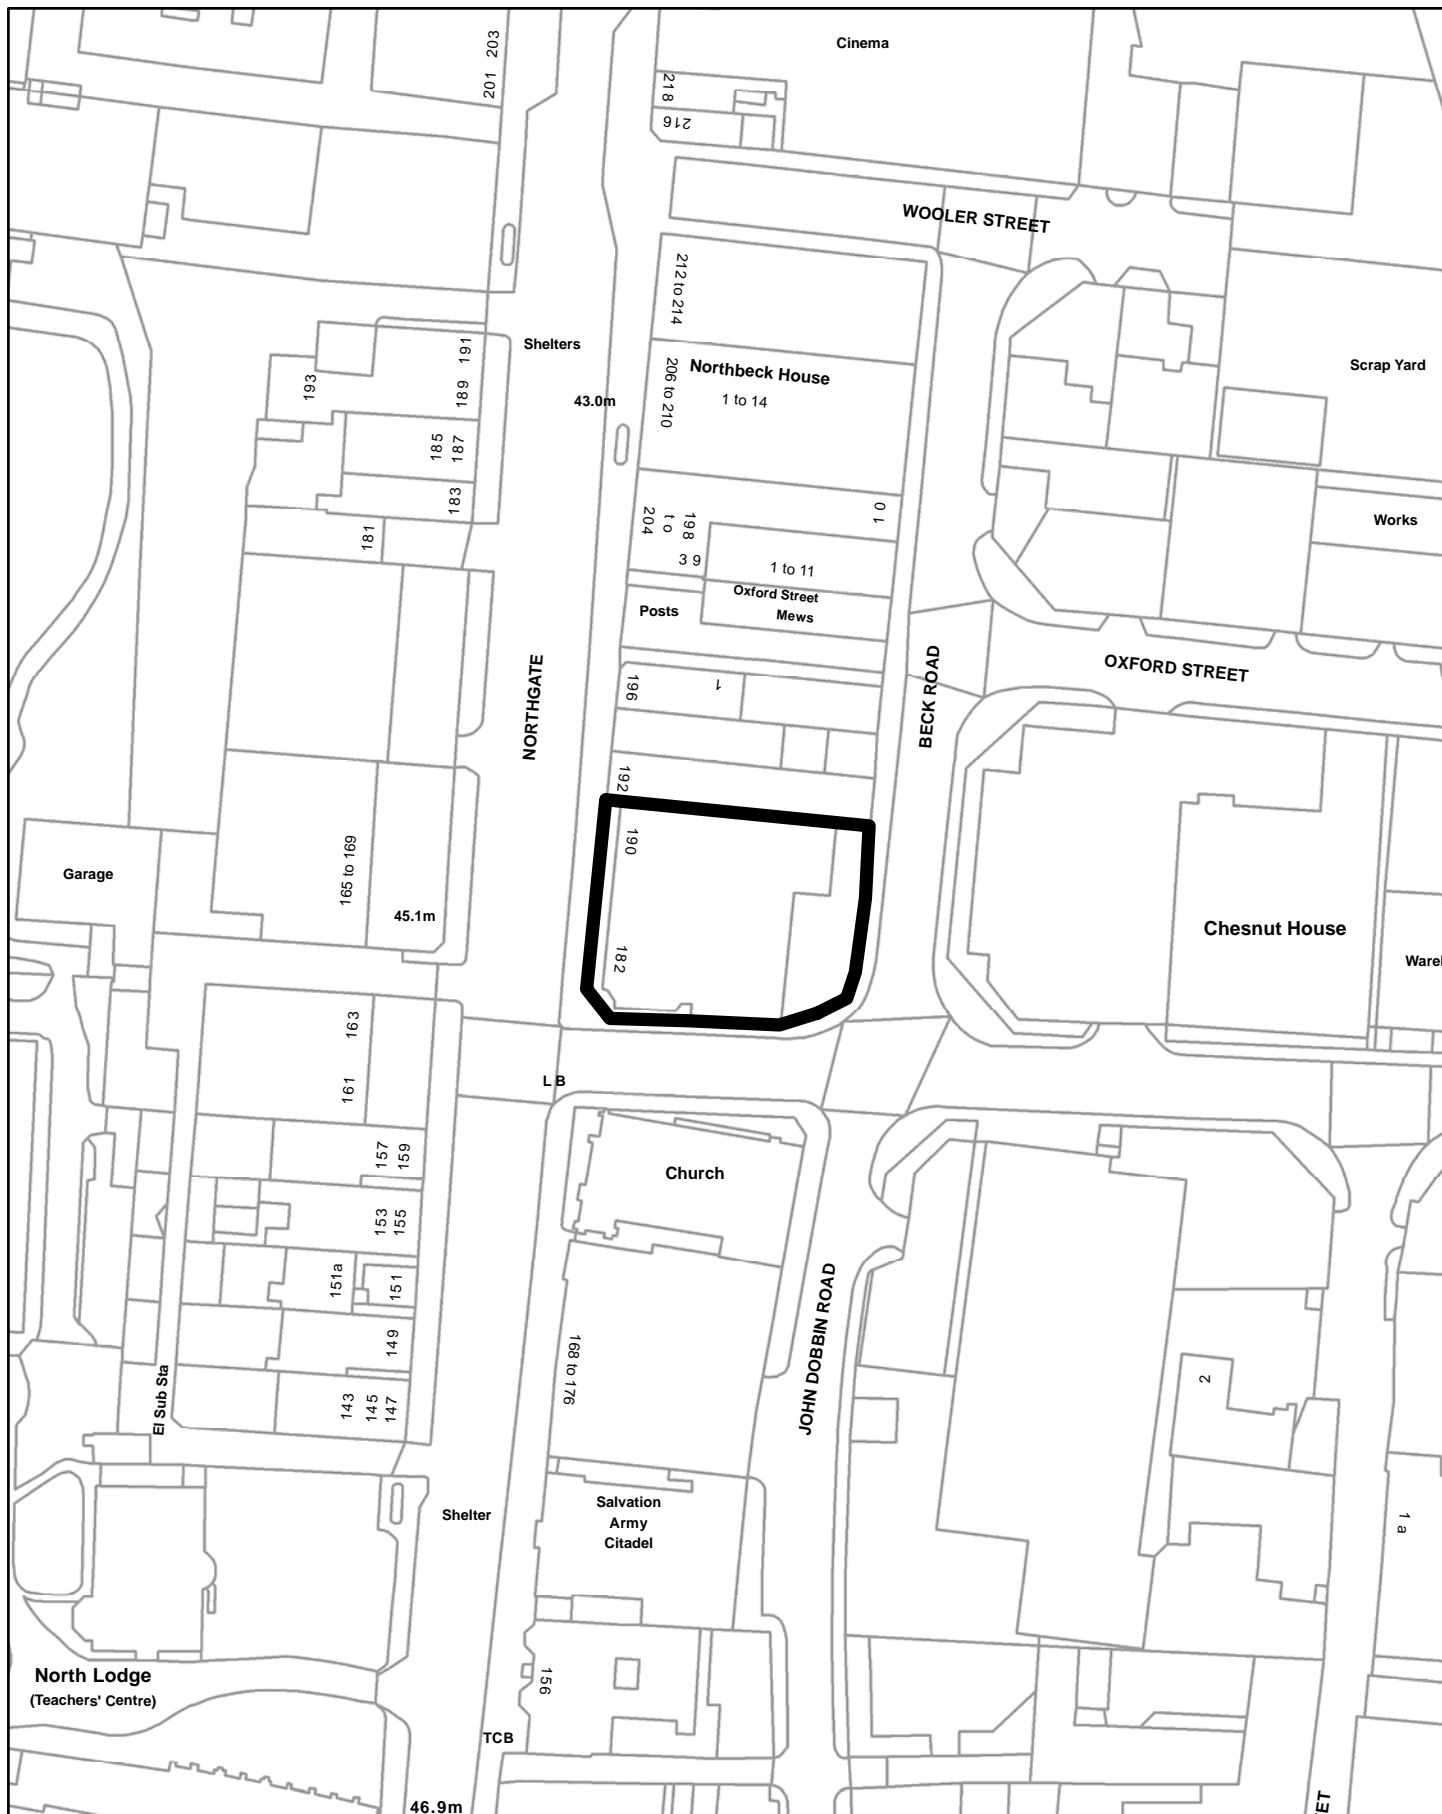 Cinema
203
201
218
216
WOOLER STREET
212 to 214
Shelters
191
189
193
206 to 210
Northbeck House
1 to 14
43.0m
Scrap Yard
185
187
183
181
198
to
204
39
10
Works
1 to 11
Oxford Street
Mews
Posts
NORTHGATE
BECK ROAD
OXFORD STREET
196
1
192
190
182
165 to 169
Garage
45.1m
Chesnut House
163
161
L B
157
159
Church
153
155
151a
151
149
143
145
147
El Sub Sta
168 to 176
JOHN DOBBIN ROAD
2
Shelter
Salvation
Army
Citadel
1 a
North Lodge
(Teachers' Centre)
156
TCB
46.9m